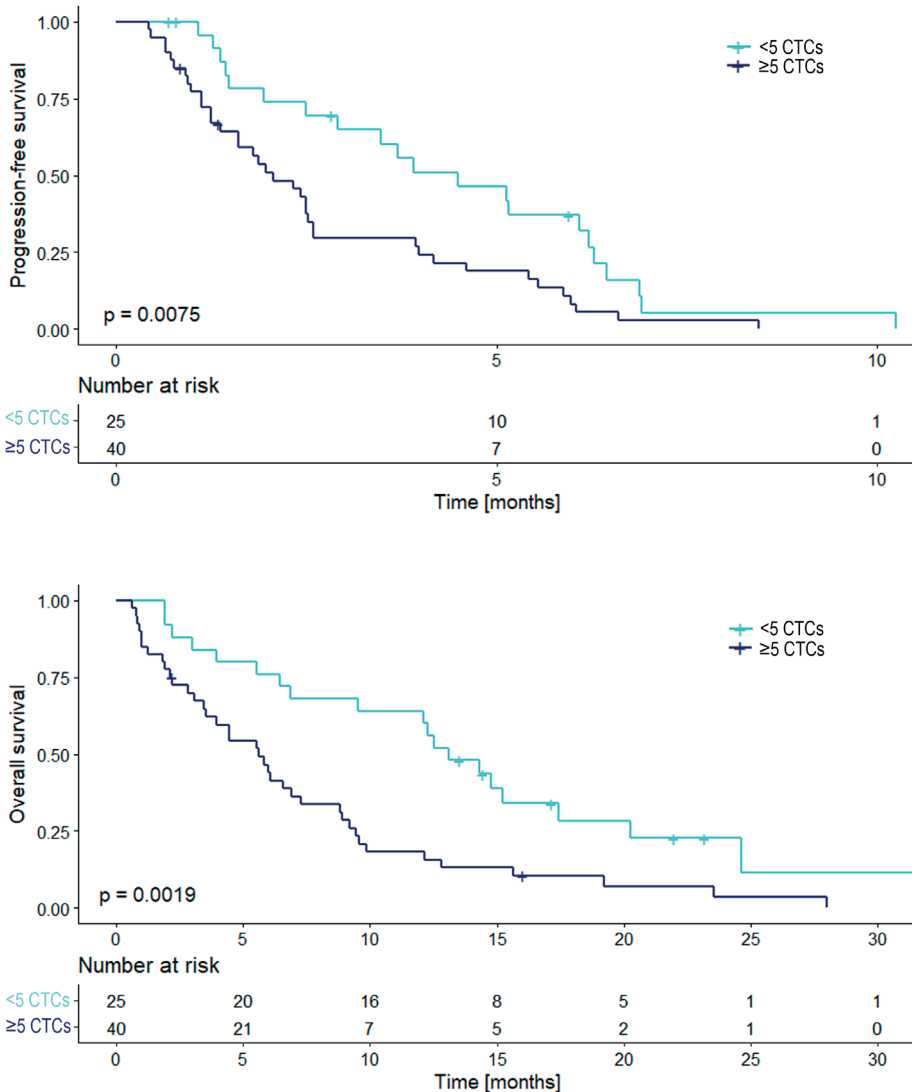 Progression-free survival
1.00
0.75
0.50
0.25
0.00
<5 CTCs
≥5 CTCs
p = 0.0075
0 5 10
Number at risk
<5 CTCs 25 10 1
≥5 CTCs 40 7 0
0 5 10
Time [months]
Overall survival
1.00
0.75
0.50
0.25
0.00
<5 CTCs
≥5 CTCs
p = 0.0019
0 5 10 15 20 25 30
Number at risk
<5 CTCs 25 20 16 8 5 1 1
≥5 CTCs 40 21 7 5 2 1 0
0 5 10 15 20 25 30
Time [months]